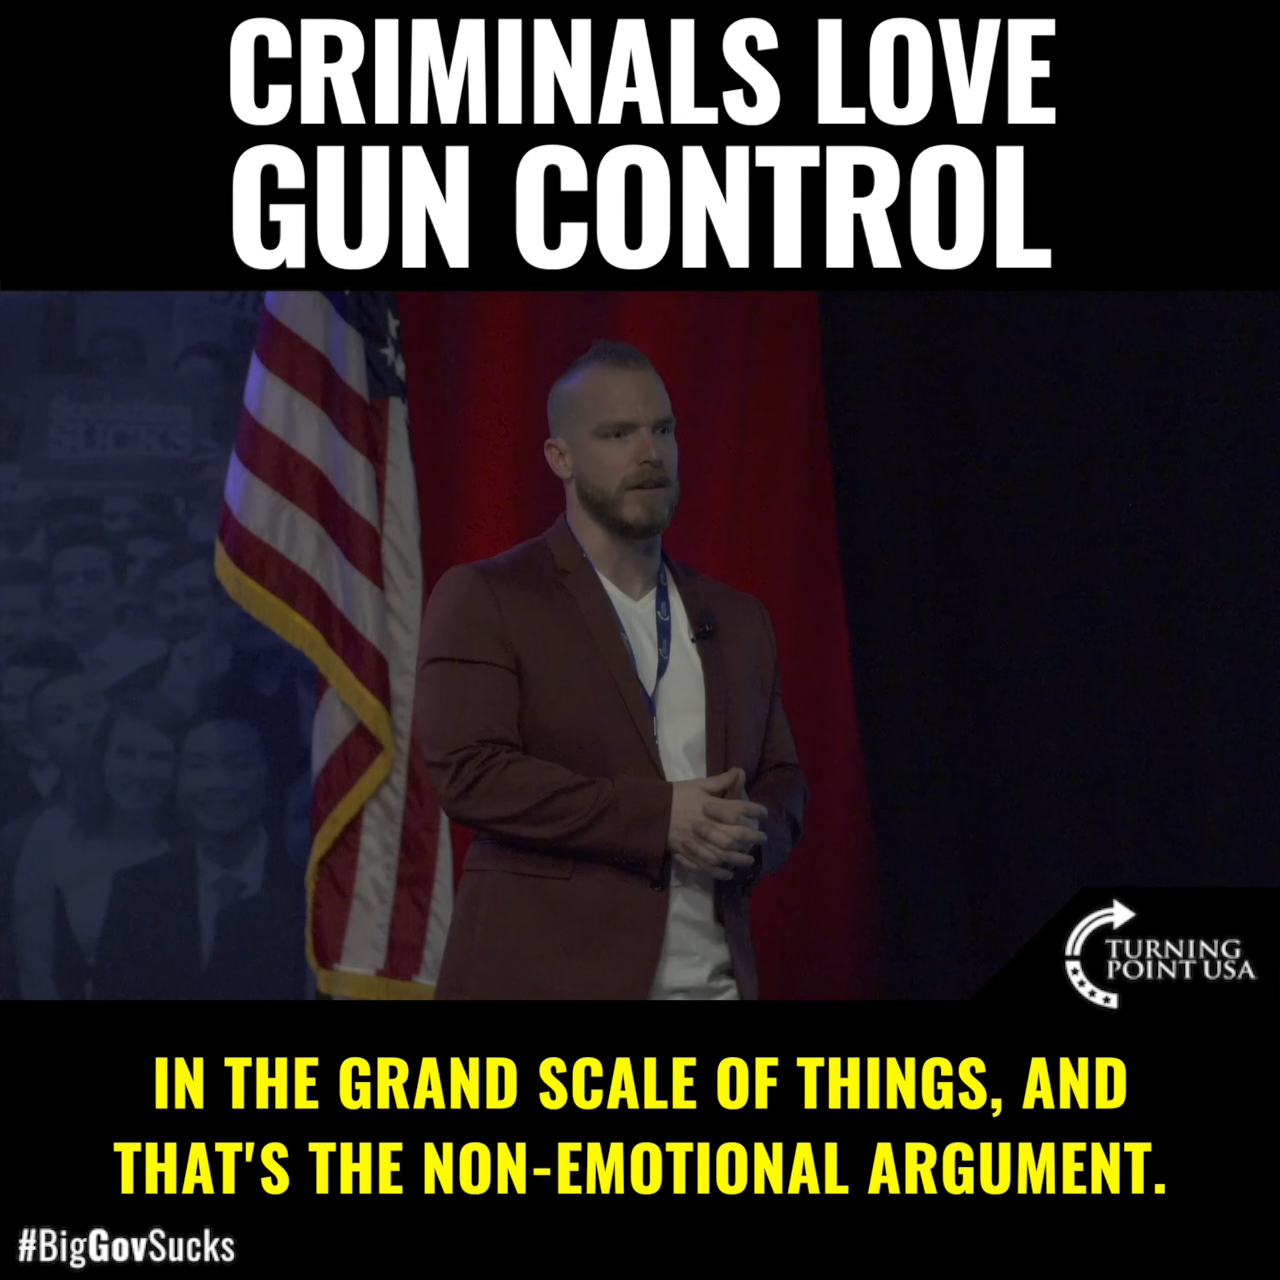 CRIMINALS LOVE
GUN CONTROL
SUCKS
TURNING
POINT USA
IN THE GRAND SCALE OF THINGS, AND
THAT'S THE NON-EMOTIONAL ARGUMENT.
#BigGovSucks